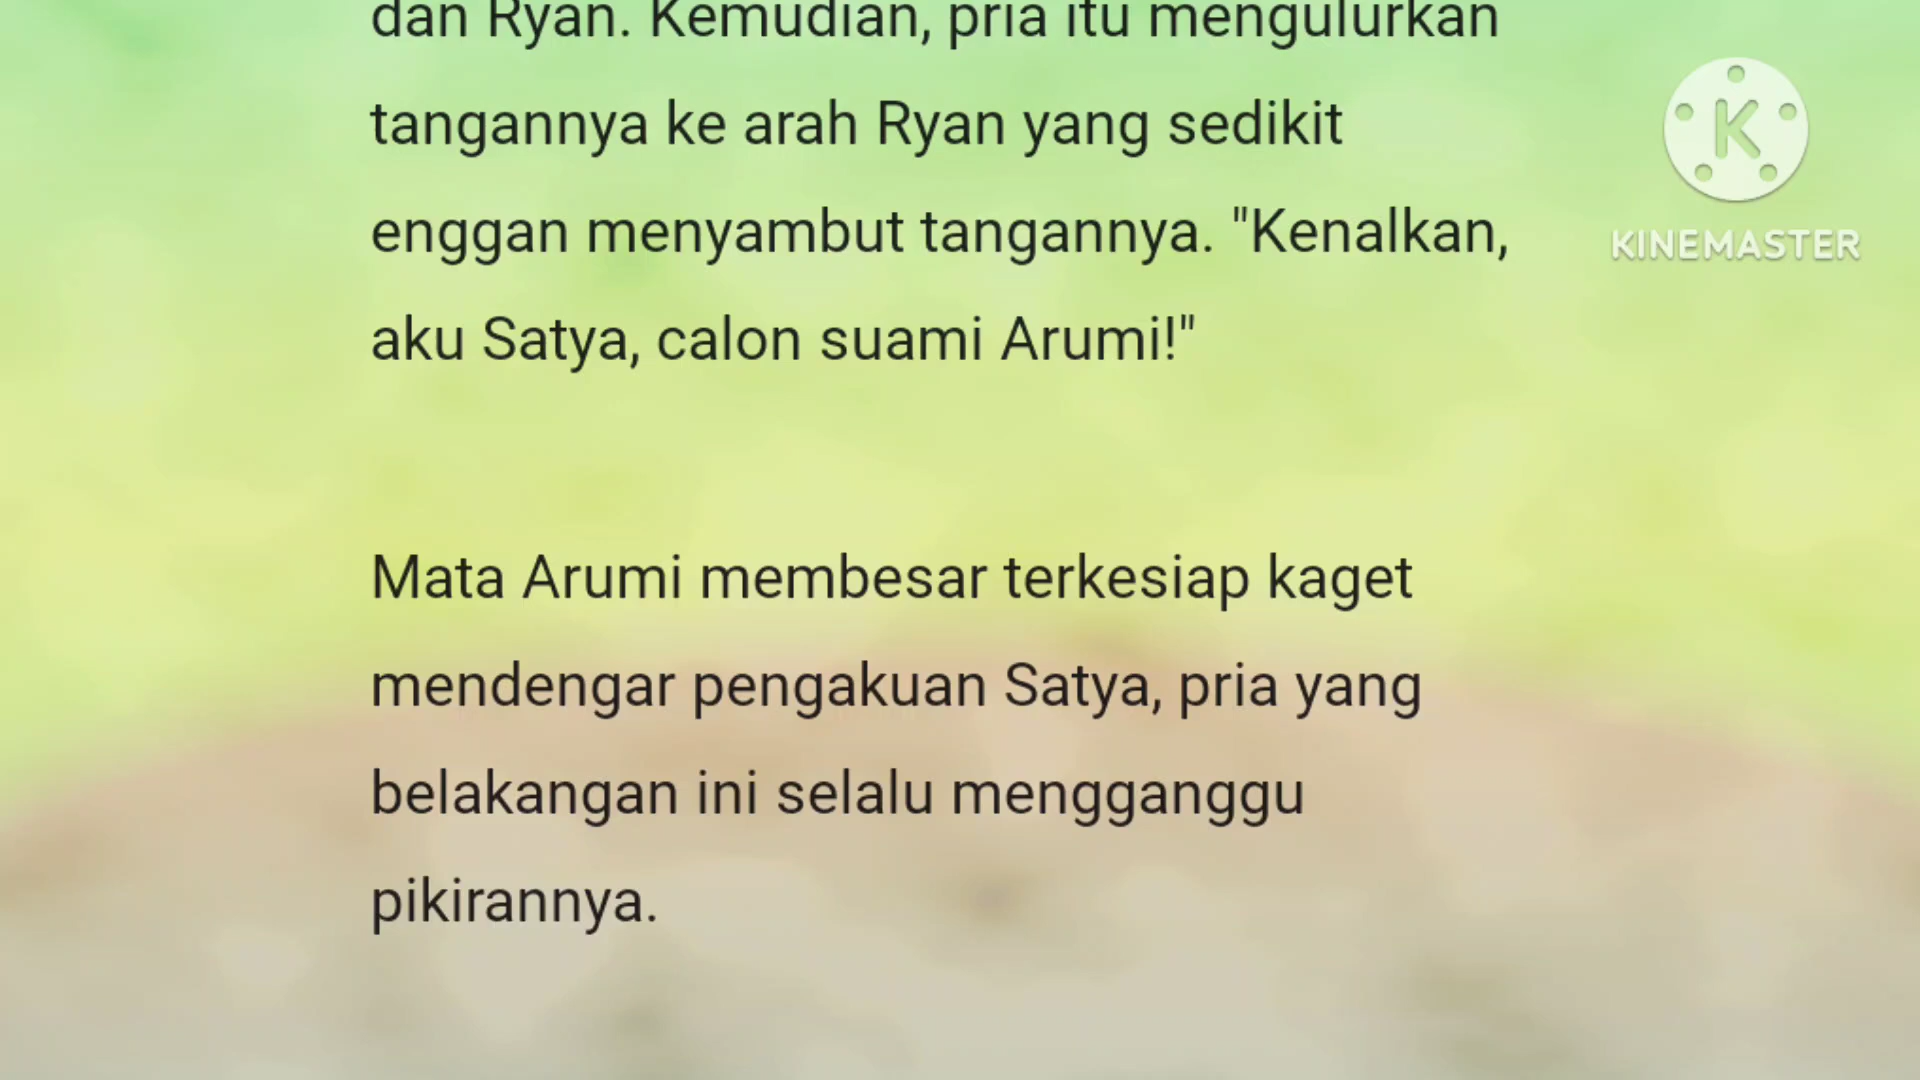 dan Ryan. Kemudian, pria itu mengulurkan
tangannya ke arah Ryan yang sedikit
enggan menyambut tangannya. "Kenalkan,
aku Satya, calon suami Arumi!"
Mata Arumi membesar terkesiap kaget
mendengar pengakuan Satya, pria yang
belakangan ini selalu mengganggu
pikirannya.
K
KINEMASTER